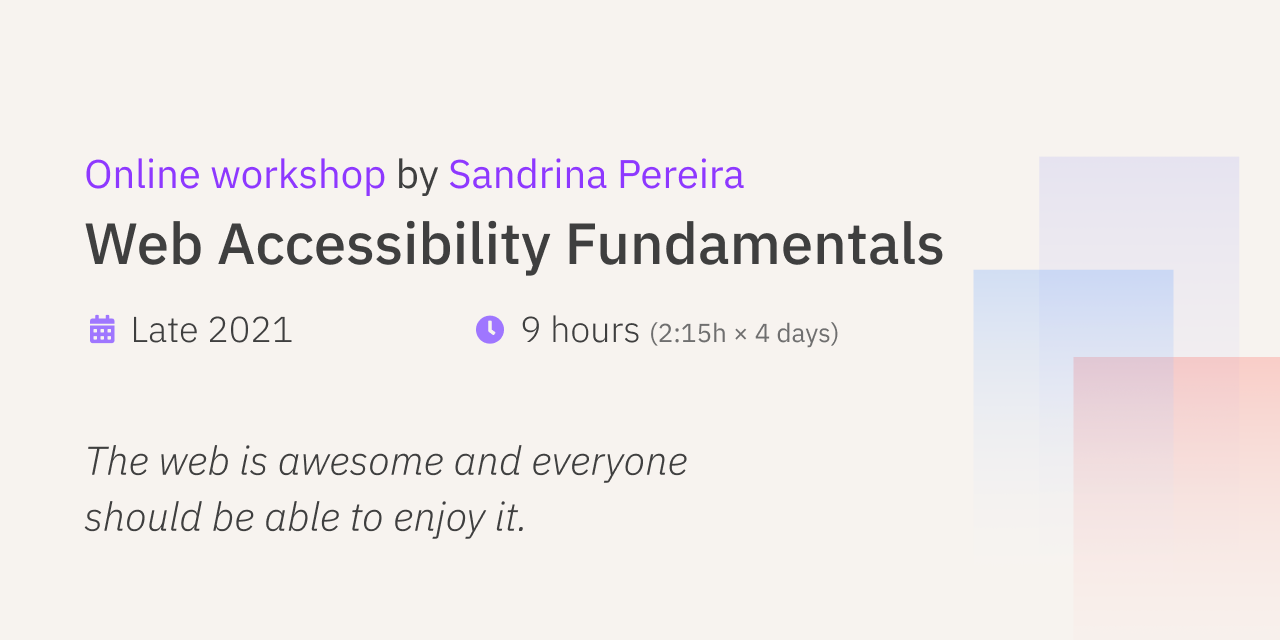 Online workshop by Sandrina Pereira
Web Accessibility Fundamentals
Late 2021
9 hours (2:15h × 4 days)
The web is awesome and everyone
should be able to enjoy it.